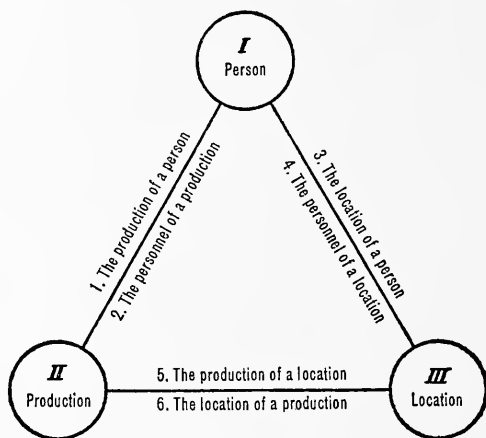 I
Person
1. The production of a person
2. The personnel of a production
3. The location of a person
4. The personnel of a location
II
Production
5. The production of a location
6. The location of a production
III
Location